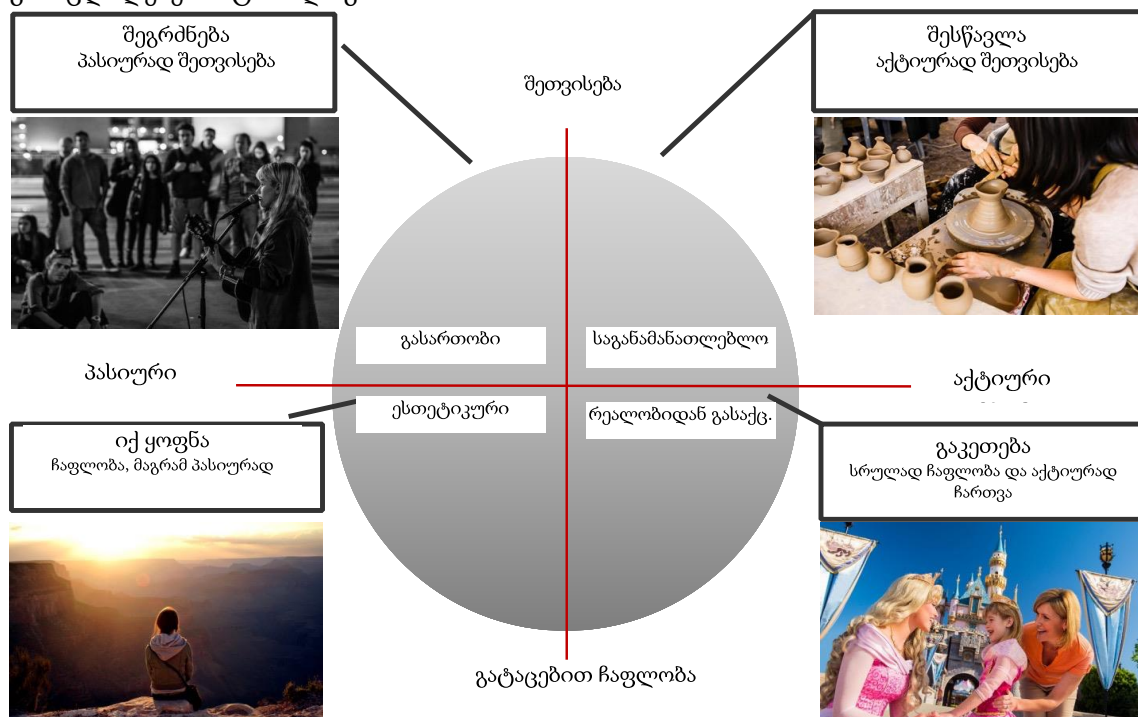 შეგრძნება
პასიურად შეთვისება
შესწავლა
აქტიურად შეთვისება
შეთვისება
გასართობი
საგანამანათლებლო
პასიური
აქტიური
ესთეტიკური
რეალობიდან გასაქც.
იქ ყოფნა
ჩაფლობა, მაგრამ პასიურად
გაკეთება
სრულად ჩაფლობა და აქტიურად
ჩართვა
გატაცებით ჩაფლობა